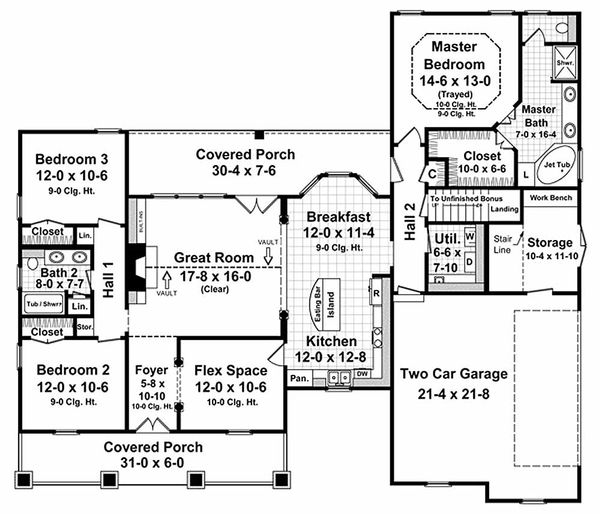 Master
Bedroom
14-6 x 13-0
(Trayed)
10-0 Clg. Ht.
9-0 Clg. Ht.
Shwr.
Master
Bath
7-0 x 16-4
Jet Tub
L
Closet
10-0 x 6-6
C
Covered Porch
30-4 x 7-6
Bedroom 3
12-0 x 10-6
9-0 Clg. Ht.
Closet
Lin.
BUILT-INS
Hall 1
Bath 2
8-0 x 7-7
Tub / Shwr.
Lin.
Closet
Stor.
Great Room
17-8 x 16-0
(Clear)
VAULT
VAULT
Breakfast
12-0 x 11-4
9-0 Clg. Ht.
Hall 2
To Unfinished Bonus
Landing
Work Bench
Util.
6-6 x
7-10
W
D
Stair
Line
Storage
10-4 x 11-10
Eating Bar
Island
R
Kitchen
12-0 x 12-8
Pan.
DW
Bedroom 2
12-0 x 10-6
9-0 Clg. Ht.
Foyer
5-8 x
10-10
10-0 Clg. Ht.
Flex Space
12-0 x 10-6
10-0 Clg. Ht.
Two Car Garage
21-4 x 21-8
Covered Porch
31-0 x 6-0